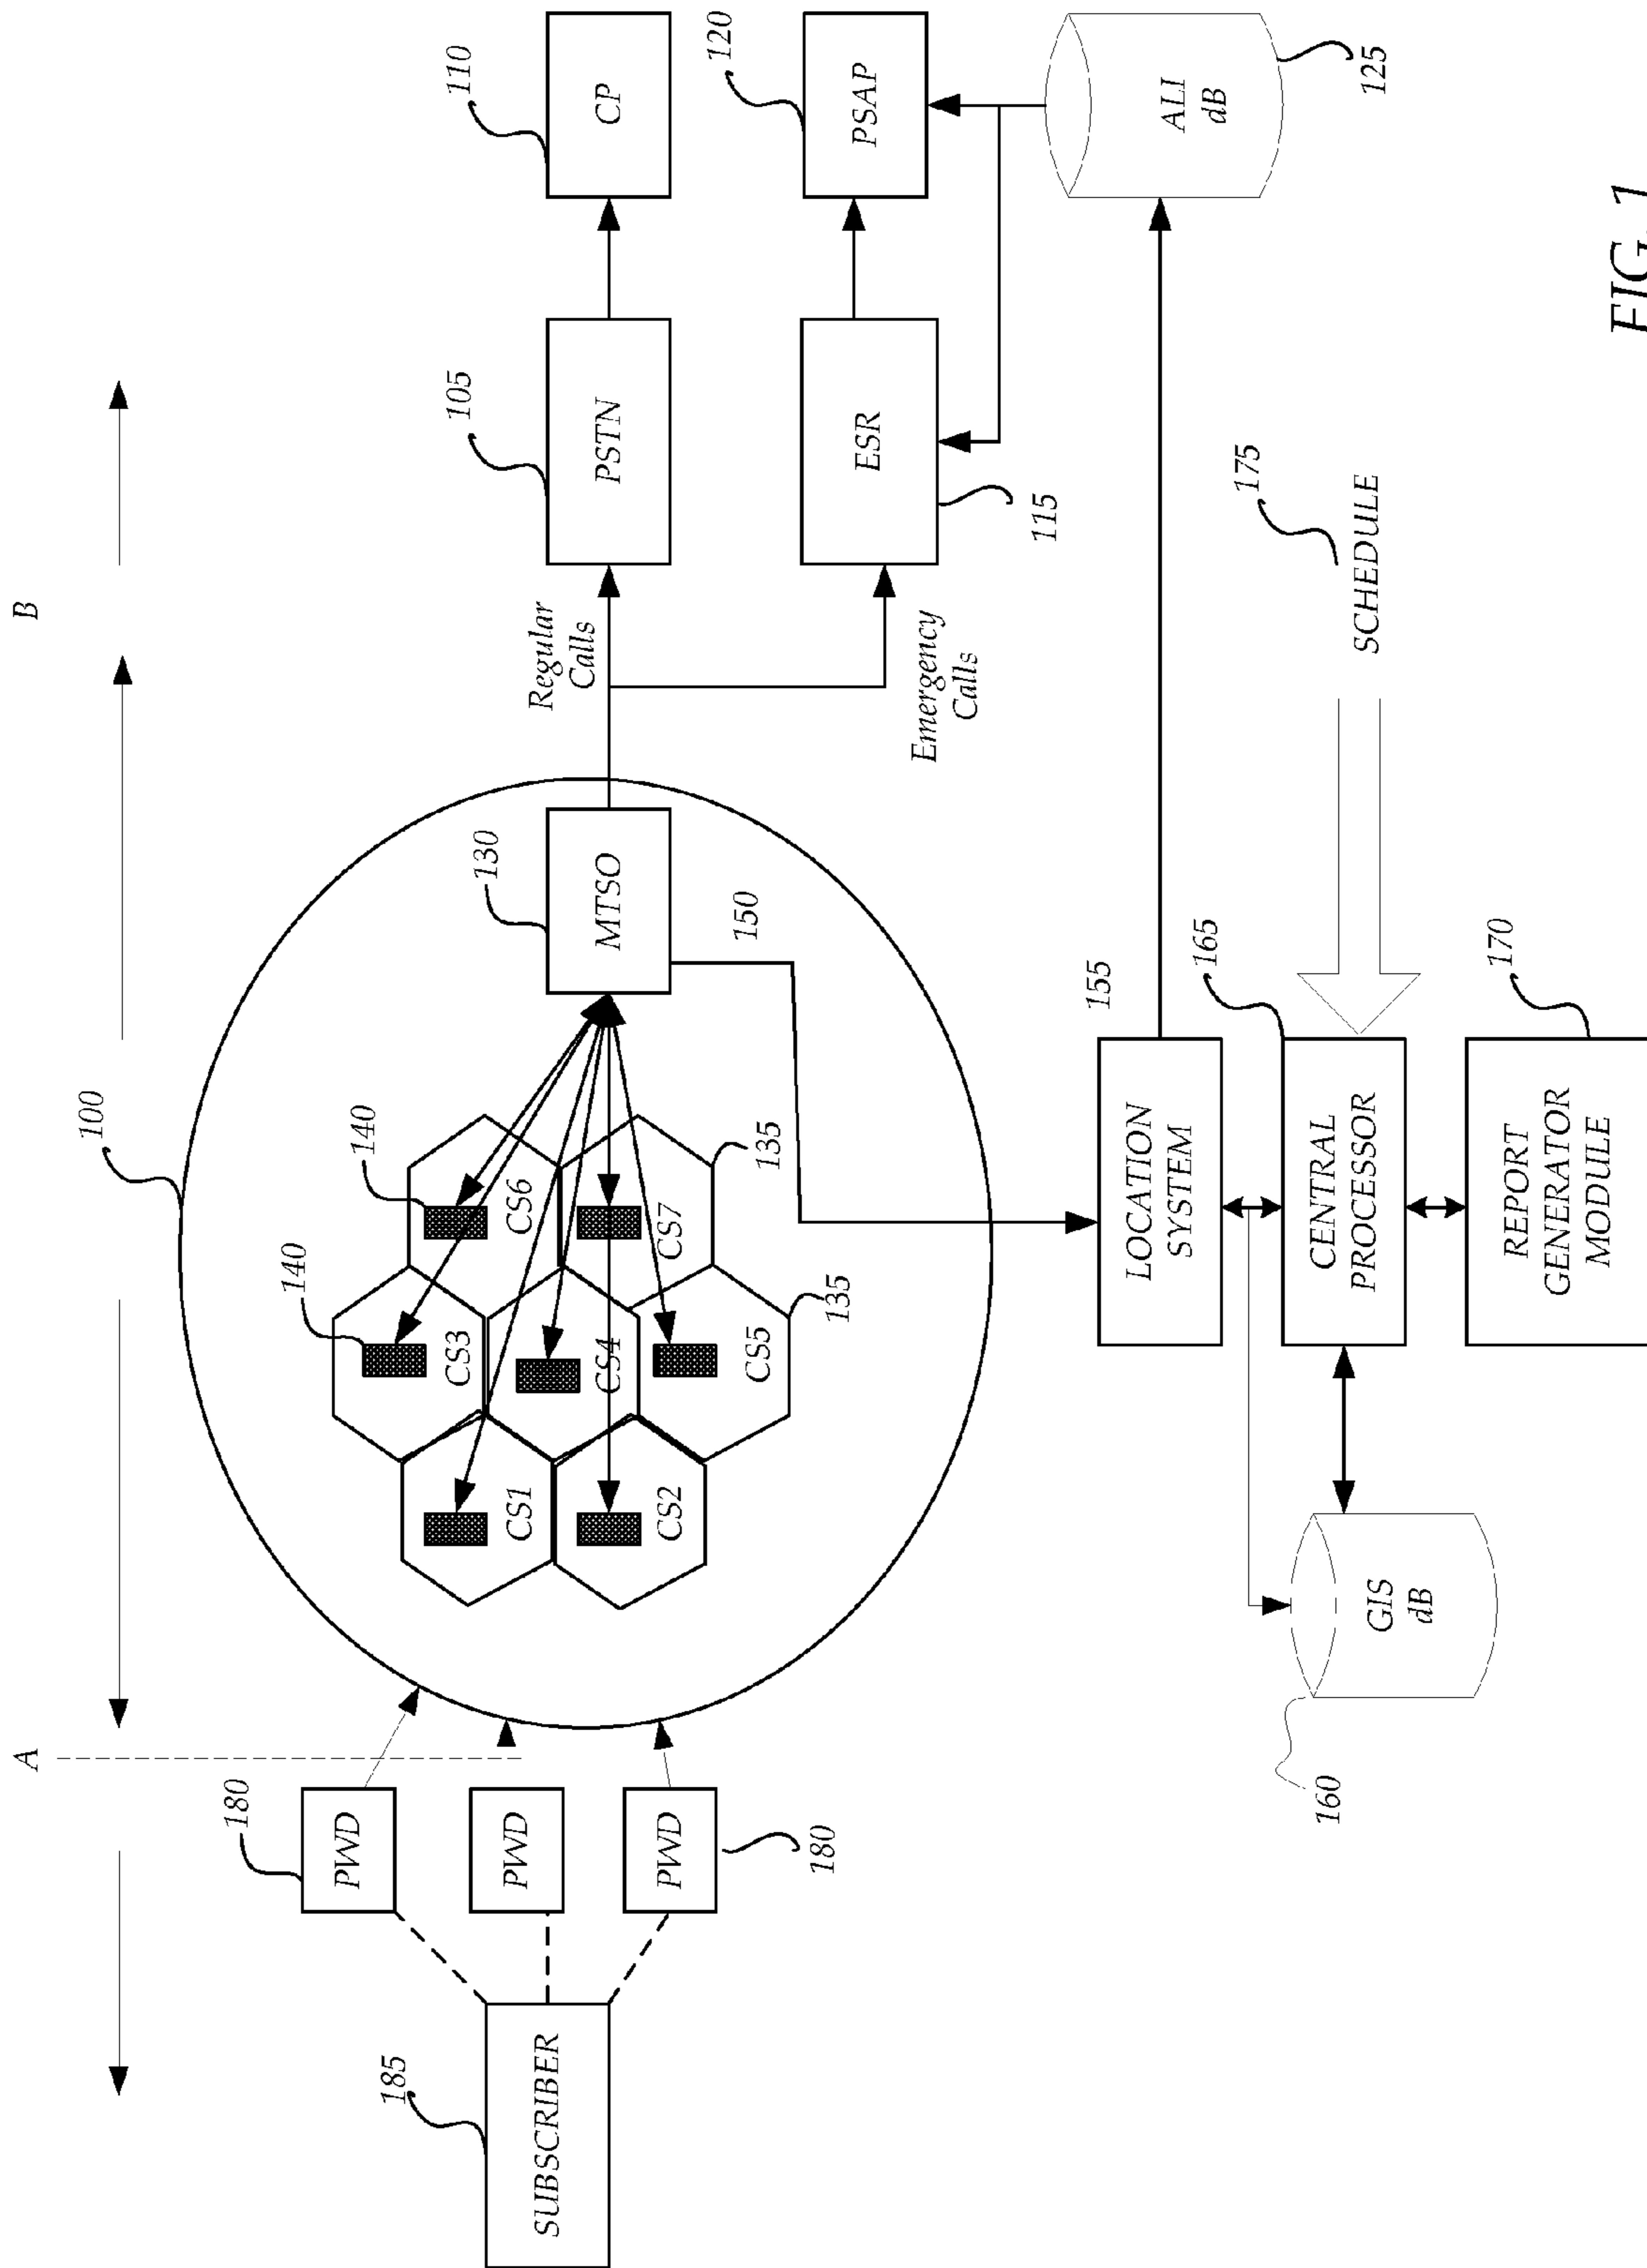 A
B
100
185
SUBSCRIBER
180
PWD
PWD
PWD
180
140
140
CS1
CS3
CS6
CS2
CS4
CS7
CS5
135
135
130
MTSO
150
Regular
Calls
Emergency
Calls
105
PSTN
110
CP
ESR
115
120
PSAP
ALI
dB
125
155
LOCATION
SYSTEM
165
CENTRAL
PROCESSOR
170
REPORT
GENERATOR
MODULE
175
SCHEDULE
GIS
dB
160
FIG. 1